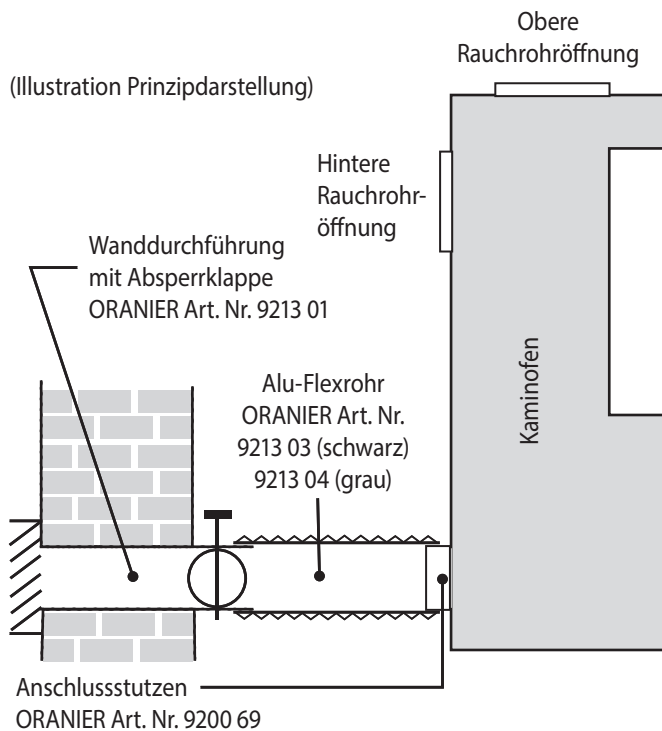 Obere
Rauchrohröffnung
(Illustration Prinzipdarstellung)
Hintere
Rauchrohr-
öffnung
Wanddurchführung
mit Absperrklappe
ORANIER Art. Nr. 9213 01
Alu-Flexrohr
ORANIER Art. Nr.
9213 03 (schwarz)
9213 04 (grau)
Kaminofen
Anschlussstutzen
ORANIER Art. Nr. 9200 69